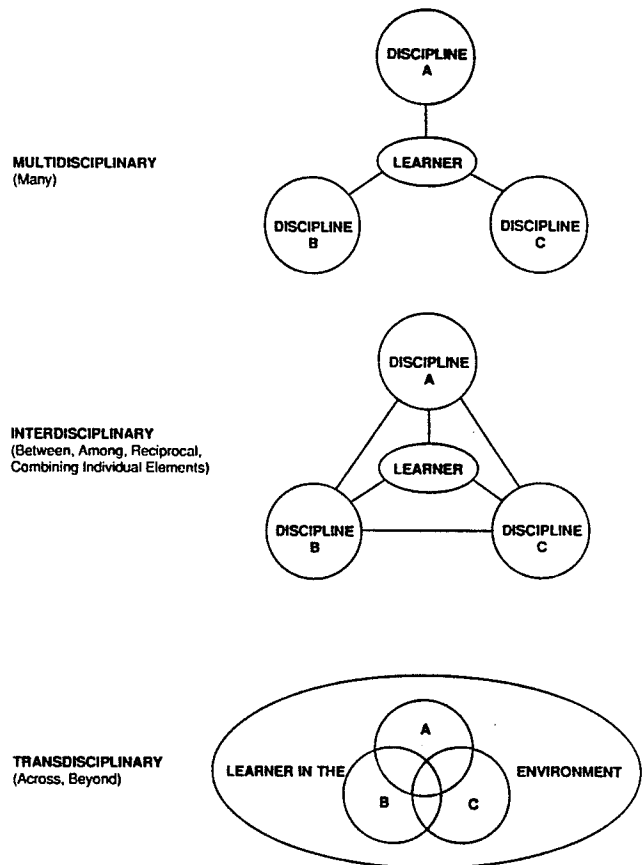 DISCIPLINE
A
MULTIDISCIPLINARY
(Many)
LEARNER
DISCIPLINE
B
DISCIPLINE
C
DISCIPLINE
A
INTERDISCIPLINARY
(Between, Among, Reciprocal,
Combining Individual Elements)
LEARNER
DISCIPLINE
B
DISCIPLINE
C
TRANSDISCIPLINARY
(Across, Beyond)
A
LEARNER IN THE
ENVIRONMENT
B
C